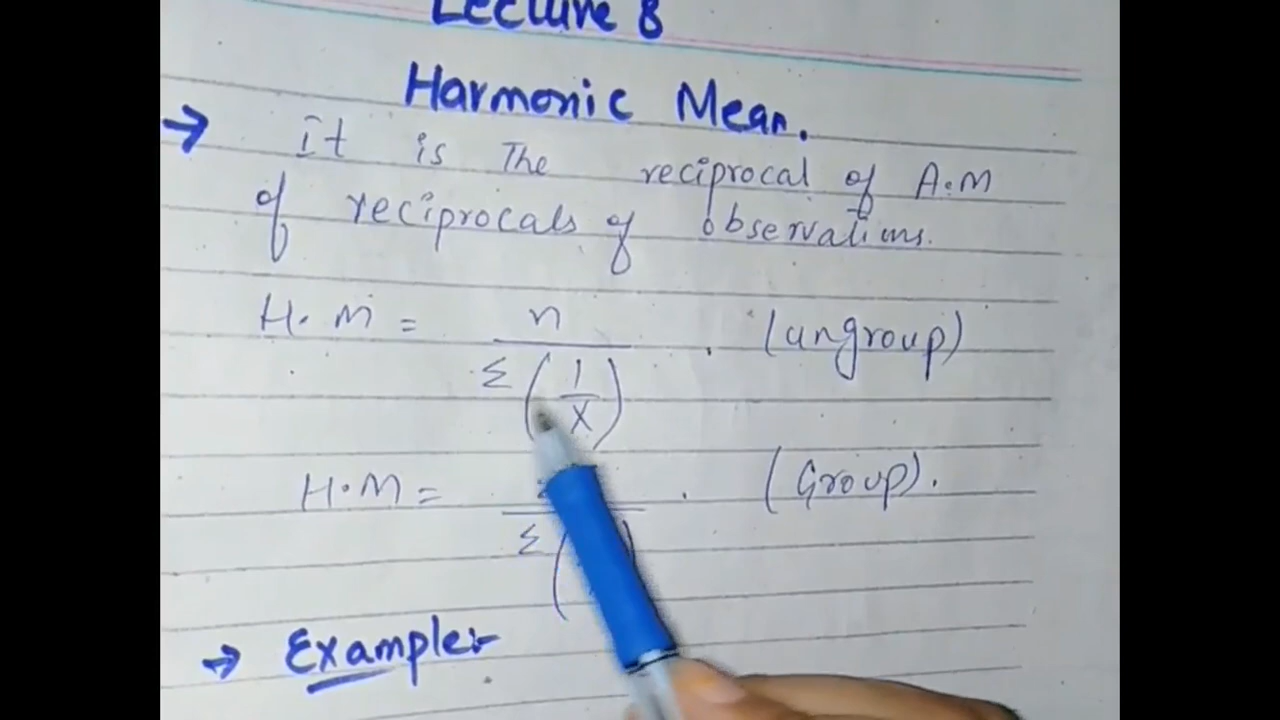 Lecture 8
Harmonic Mean.
→ It is The reciprocal of A.M
of reciprocals of observations.
H.M = n / Σ (1/X) . (ungroup)
H.M = Σ ( . (Group).
→ Example:-